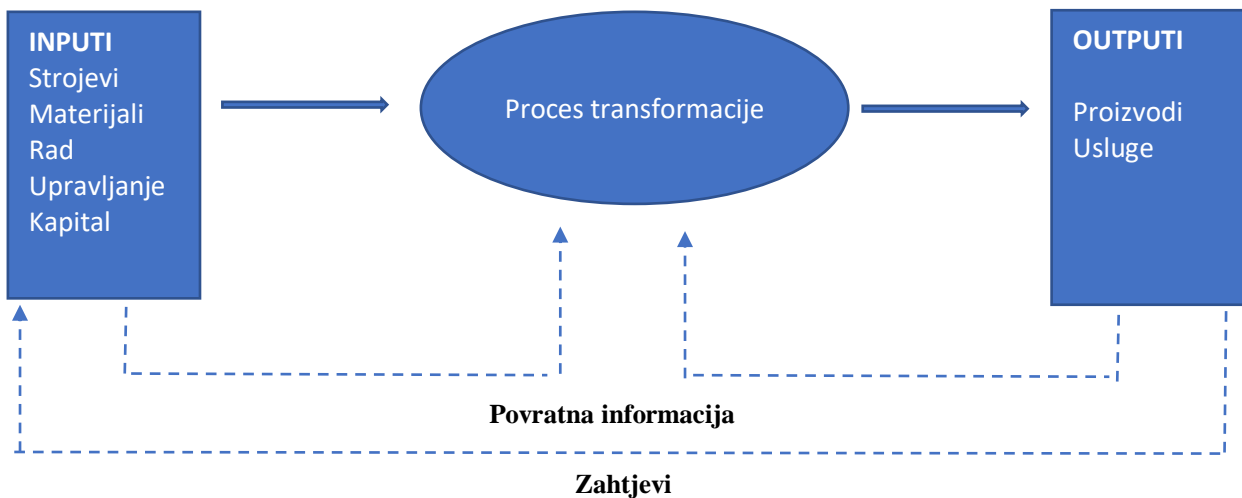 INPUTI
Strojevi
Materijali
Rad
Upravljanje
Kapital
Proces transformacije
OUTPUTI
Proizvodi
Usluge
Povratna informacija
Zahtjevi